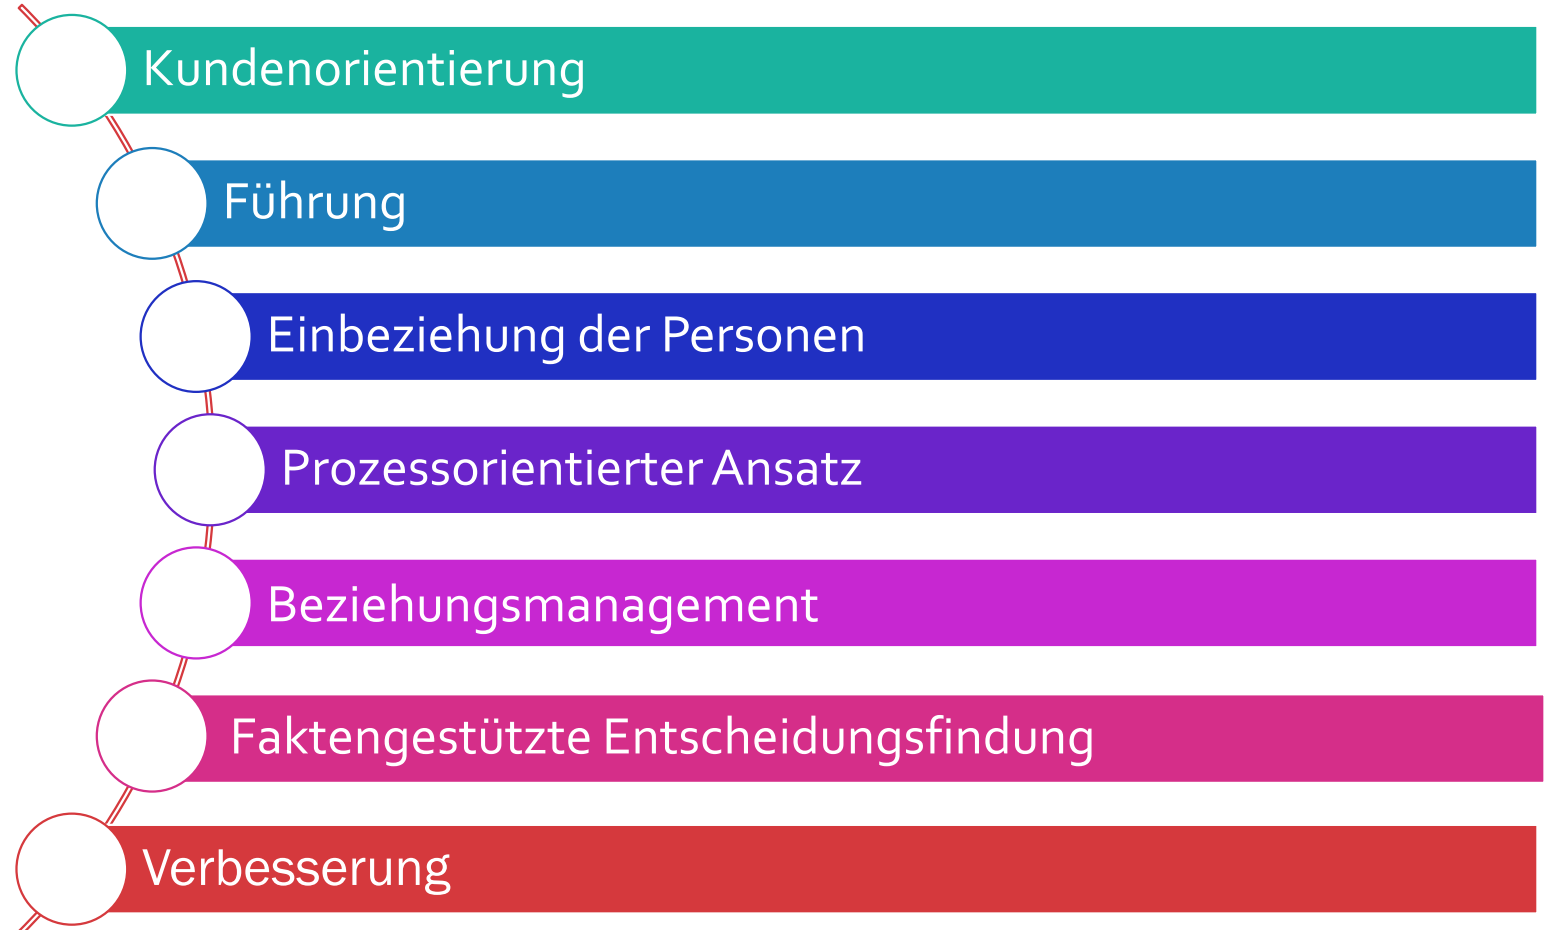 Kundenorientierung
Führung
Einbeziehung der Personen
Prozessorientierter Ansatz
Beziehungsmanagement
Faktengestützte Entscheidungsfindung
Verbesserung